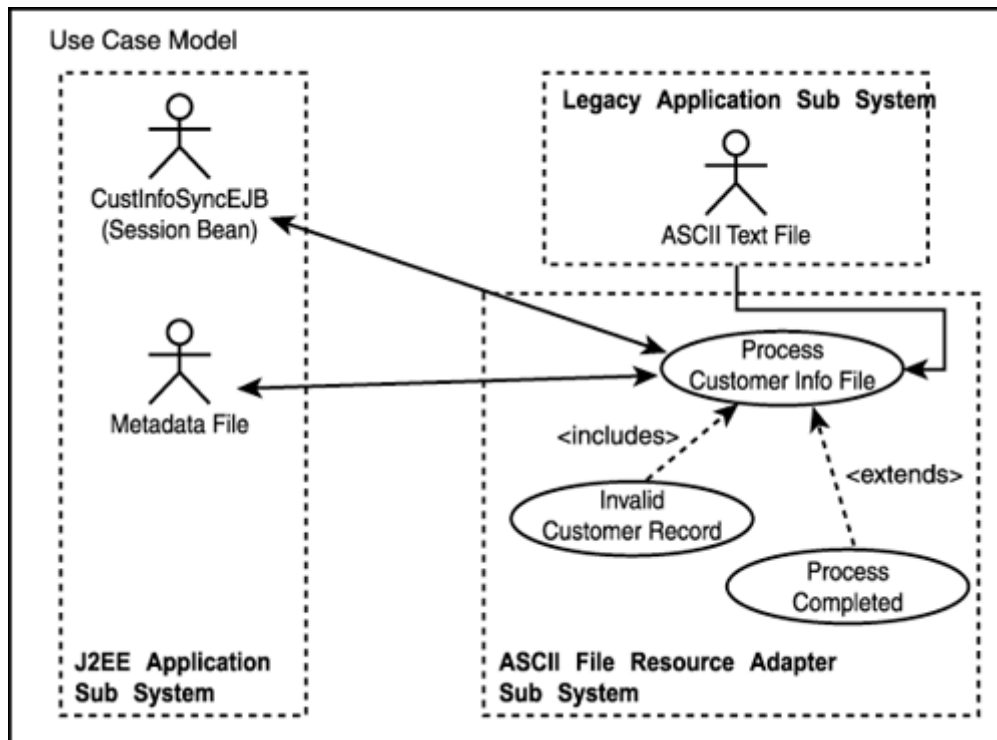 Use Case Model
CustInfoSyncEJB
(Session Bean)
Metadata File
J2EE Application
Sub System
Legacy Application Sub System
ASCII Text File
Process
Customer Info File
<includes>
<extends>
Invalid
Customer Record
Process
Completed
ASCII File Resource Adapter
Sub System